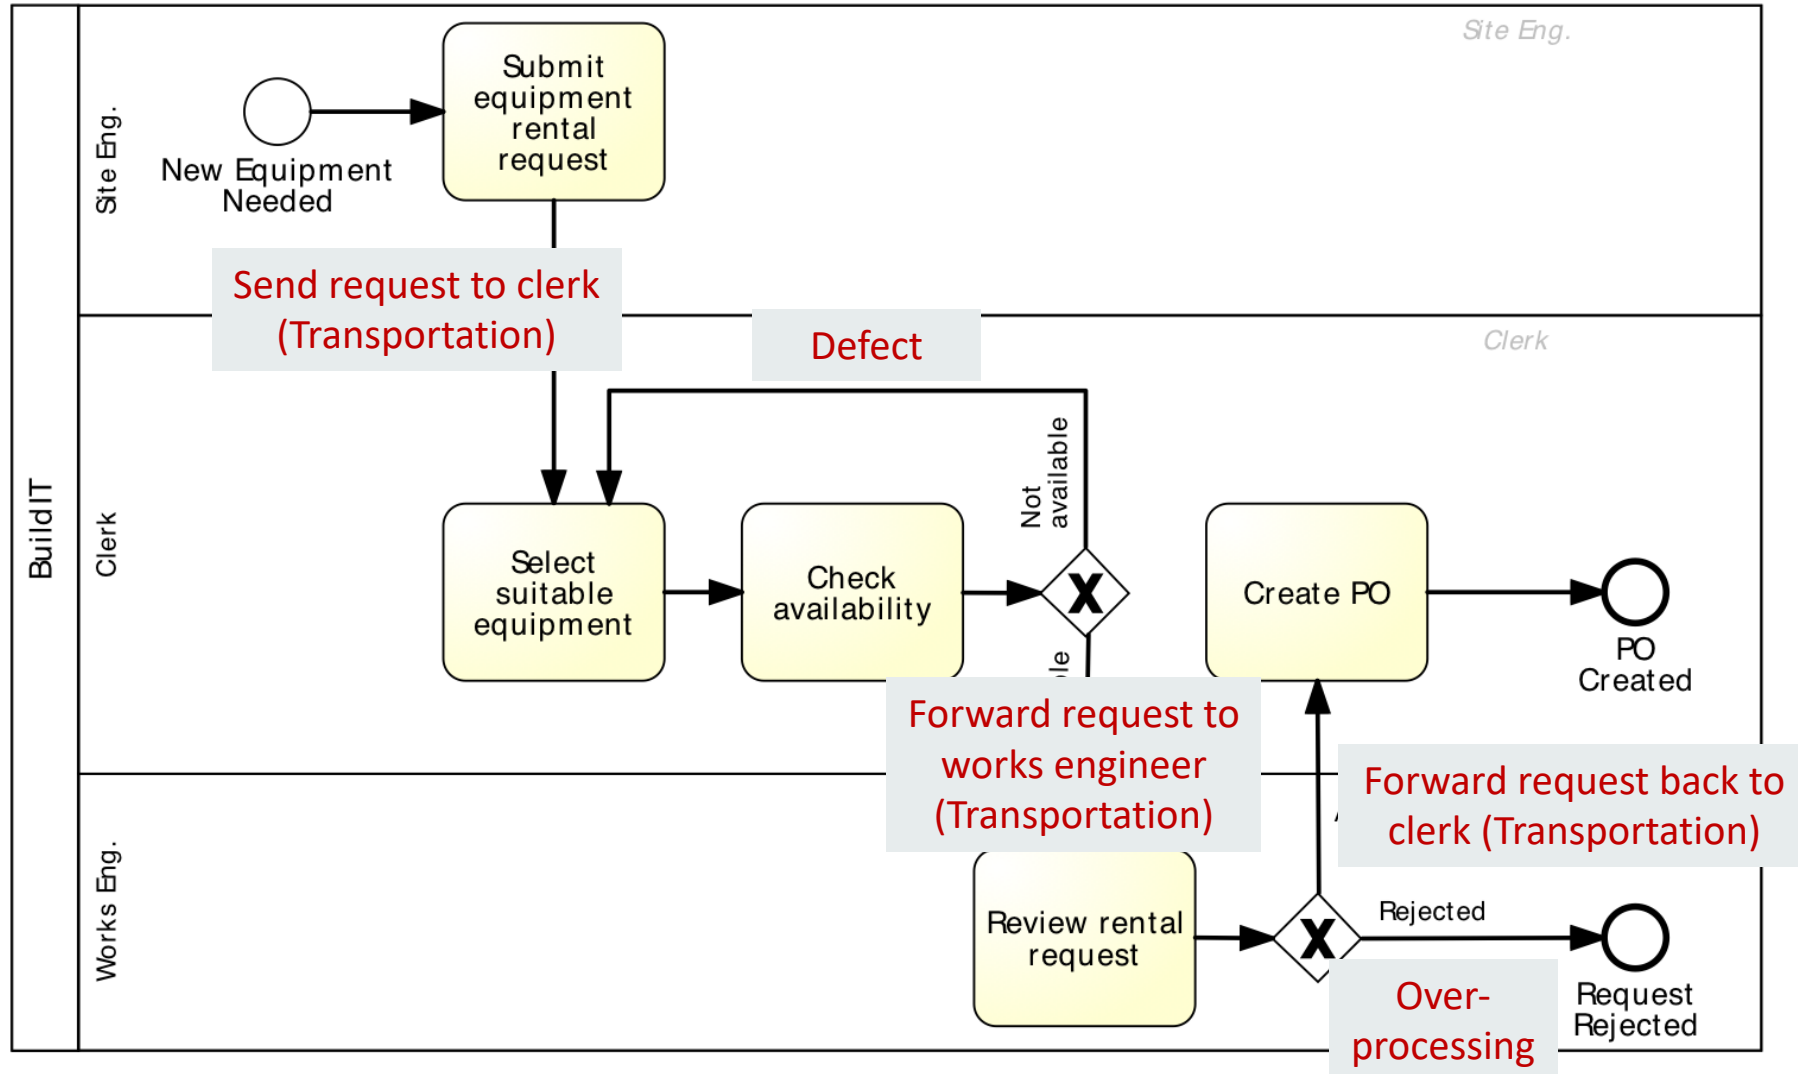 Site Eng.
Submit
equipment
rental
request
Site Eng.
New Equipment
Needed
Send request to clerk
(Transportation)
Defect
Clerk
BuildIT
Clerk
Not
available
Select
suitable
equipment
Check
availability
X
Create PO
PO
Created
Forward request to
works engineer
(Transportation)
Forward request back to
clerk (Transportation)
Works Eng.
Review rental
request
X
Rejected
Request
Rejected
Over-
processing